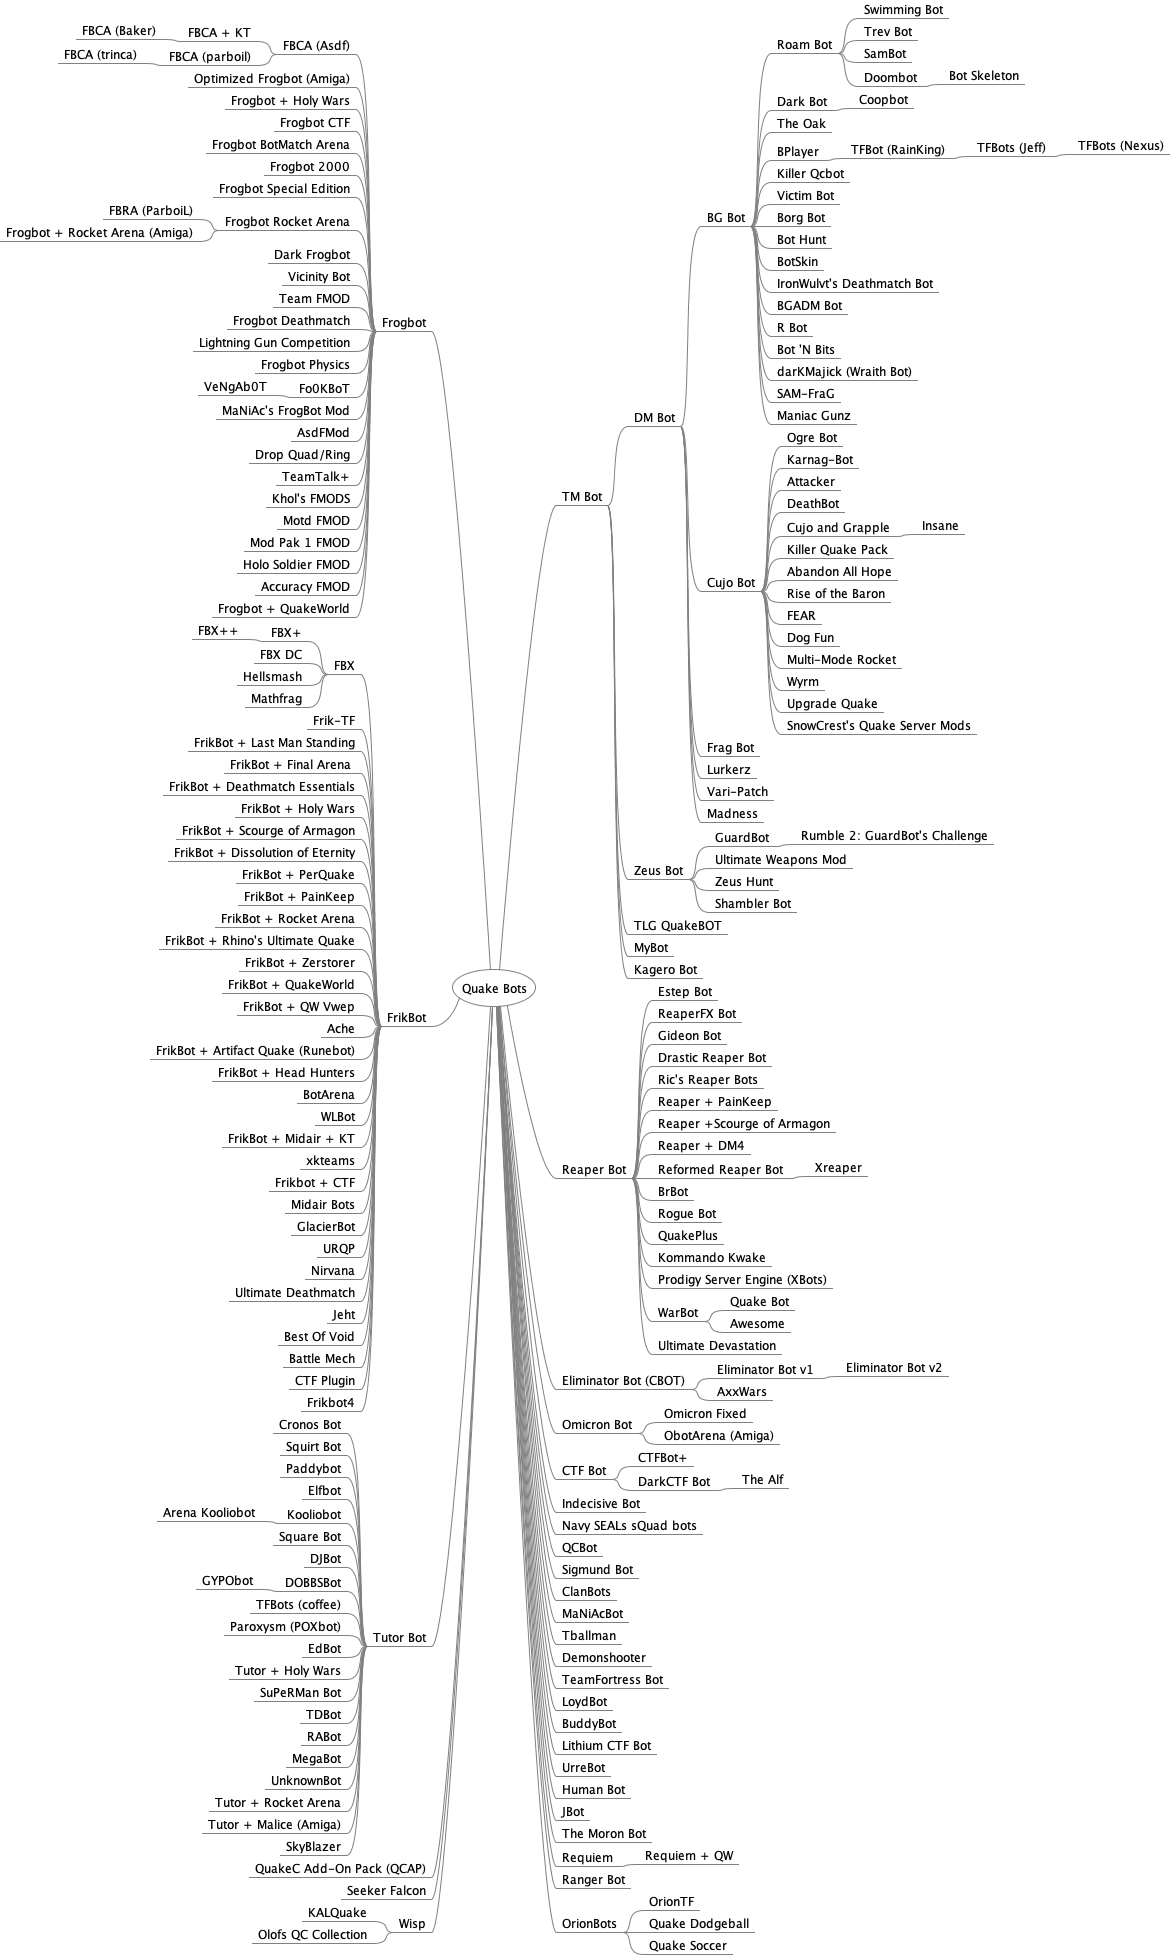 Quake Bots
Frogbot
FBCA (Asdf)
FBCA + KT
FBCA (Baker)
FBCA (parboil)
FBCA (trinca)
Optimized Frogbot (Amiga)
Frogbot + Holy Wars
Frogbot CTF
Frogbot BotMatch Arena
Frogbot 2000
Frogbot Special Edition
Frogbot Rocket Arena
FBRA (ParboiL)
Frogbot + Rocket Arena (Amiga)
Dark Frogbot
Vicinity Bot
Team FMOD
Frogbot Deathmatch
Lightning Gun Competition
Frogbot Physics
Fo0KBoT
VeNgAb0T
MaNiAc's FrogBot Mod
AsdFMod
Drop Quad/Ring
TeamTalk+
Khol's FMODS
Motd FMOD
Mod Pak 1 FMOD
Holo Soldier FMOD
Accuracy FMOD
Frogbot + QuakeWorld
FrikBot
FBX
FBX+
FBX++
FBX DC
Hellsmash
Mathfrag
Frik-TF
FrikBot + Last Man Standing
FrikBot + Final Arena
FrikBot + Deathmatch Essentials
FrikBot + Holy Wars
FrikBot + Scourge of Armagon
FrikBot + Dissolution of Eternity
FrikBot + PerQuake
FrikBot + PainKeep
FrikBot + Rocket Arena
FrikBot + Rhino's Ultimate Quake
FrikBot + Zerstorer
FrikBot + QuakeWorld
FrikBot + QW Vwep
Ache
FrikBot + Artifact Quake (Runebot)
FrikBot + Head Hunters
BotArena
WLBot
FrikBot + Midair + KT
xkteams
Frikbot + CTF
Midair Bots
GlacierBot
URQP
Nirvana
Ultimate Deathmatch
Jeht
Best Of Void
Battle Mech
CTF Plugin
Frikbot4
Tutor Bot
Cronos Bot
Squirt Bot
Paddybot
Elfbot
Kooliobot
Arena Kooliobot
Square Bot
DJBot
DOBBSBot
GYPObot
TFBots (coffee)
Paroxysm (POXbot)
EdBot
Tutor + Holy Wars
SuPeRMan Bot
TDBot
RABot
MegaBot
UnknownBot
Tutor + Rocket Arena
Tutor + Malice (Amiga)
SkyBlazer
QuakeC Add-On Pack (QCAP)
Seeker Falcon
Wisp
KALQuake
Olofs QC Collection
TM Bot
DM Bot
BG Bot
Roam Bot
Swimming Bot
Trev Bot
SamBot
Doombot
Bot Skeleton
Dark Bot
Coopbot
The Oak
BPlayer
TFBot (RainKing)
TFBots (Jeff)
TFBots (Nexus)
Killer Qcbot
Victim Bot
Borg Bot
Bot Hunt
BotSkin
IronWulvt's Deathmatch Bot
BGADM Bot
R Bot
Bot 'N Bits
darKMajick (Wraith Bot)
SAM-FraG
Maniac Gunz
Cujo Bot
Ogre Bot
Karnag-Bot
Attacker
DeathBot
Cujo and Grapple
Insane
Killer Quake Pack
Abandon All Hope
Rise of the Baron
FEAR
Dog Fun
Multi-Mode Rocket
Wyrm
Upgrade Quake
SnowCrest's Quake Server Mods
Frag Bot
Lurkerz
Vari-Patch
Madness
Zeus Bot
GuardBot
Rumble 2: GuardBot's Challenge
Ultimate Weapons Mod
Zeus Hunt
Shambler Bot
TLG QuakeBOT
MyBot
Kagero Bot
Reaper Bot
Estep Bot
ReaperFX Bot
Gideon Bot
Drastic Reaper Bot
Ric's Reaper Bots
Reaper + PainKeep
Reaper +Scourge of Armagon
Reaper + DM4
Reformed Reaper Bot
Xreaper
BrBot
Rogue Bot
QuakePlus
Kommando Kwake
Prodigy Server Engine (XBots)
WarBot
Quake Bot
Awesome
Ultimate Devastation
Eliminator Bot (CBOT)
Eliminator Bot v1
Eliminator Bot v2
AxxWars
Omicron Bot
Omicron Fixed
ObotArena (Amiga)
CTF Bot
CTFBot+
DarkCTF Bot
The Alf
Indecisive Bot
Navy SEALs sQuad bots
QCBot
Sigmund Bot
ClanBots
MaNiAcBot
Tballman
Demonshooter
TeamFortress Bot
LoydBot
BuddyBot
Lithium CTF Bot
UrreBot
Human Bot
JBot
The Moron Bot
Requiem
Requiem + QW
Ranger Bot
OrionBots
OrionTF
Quake Dodgeball
Quake Soccer